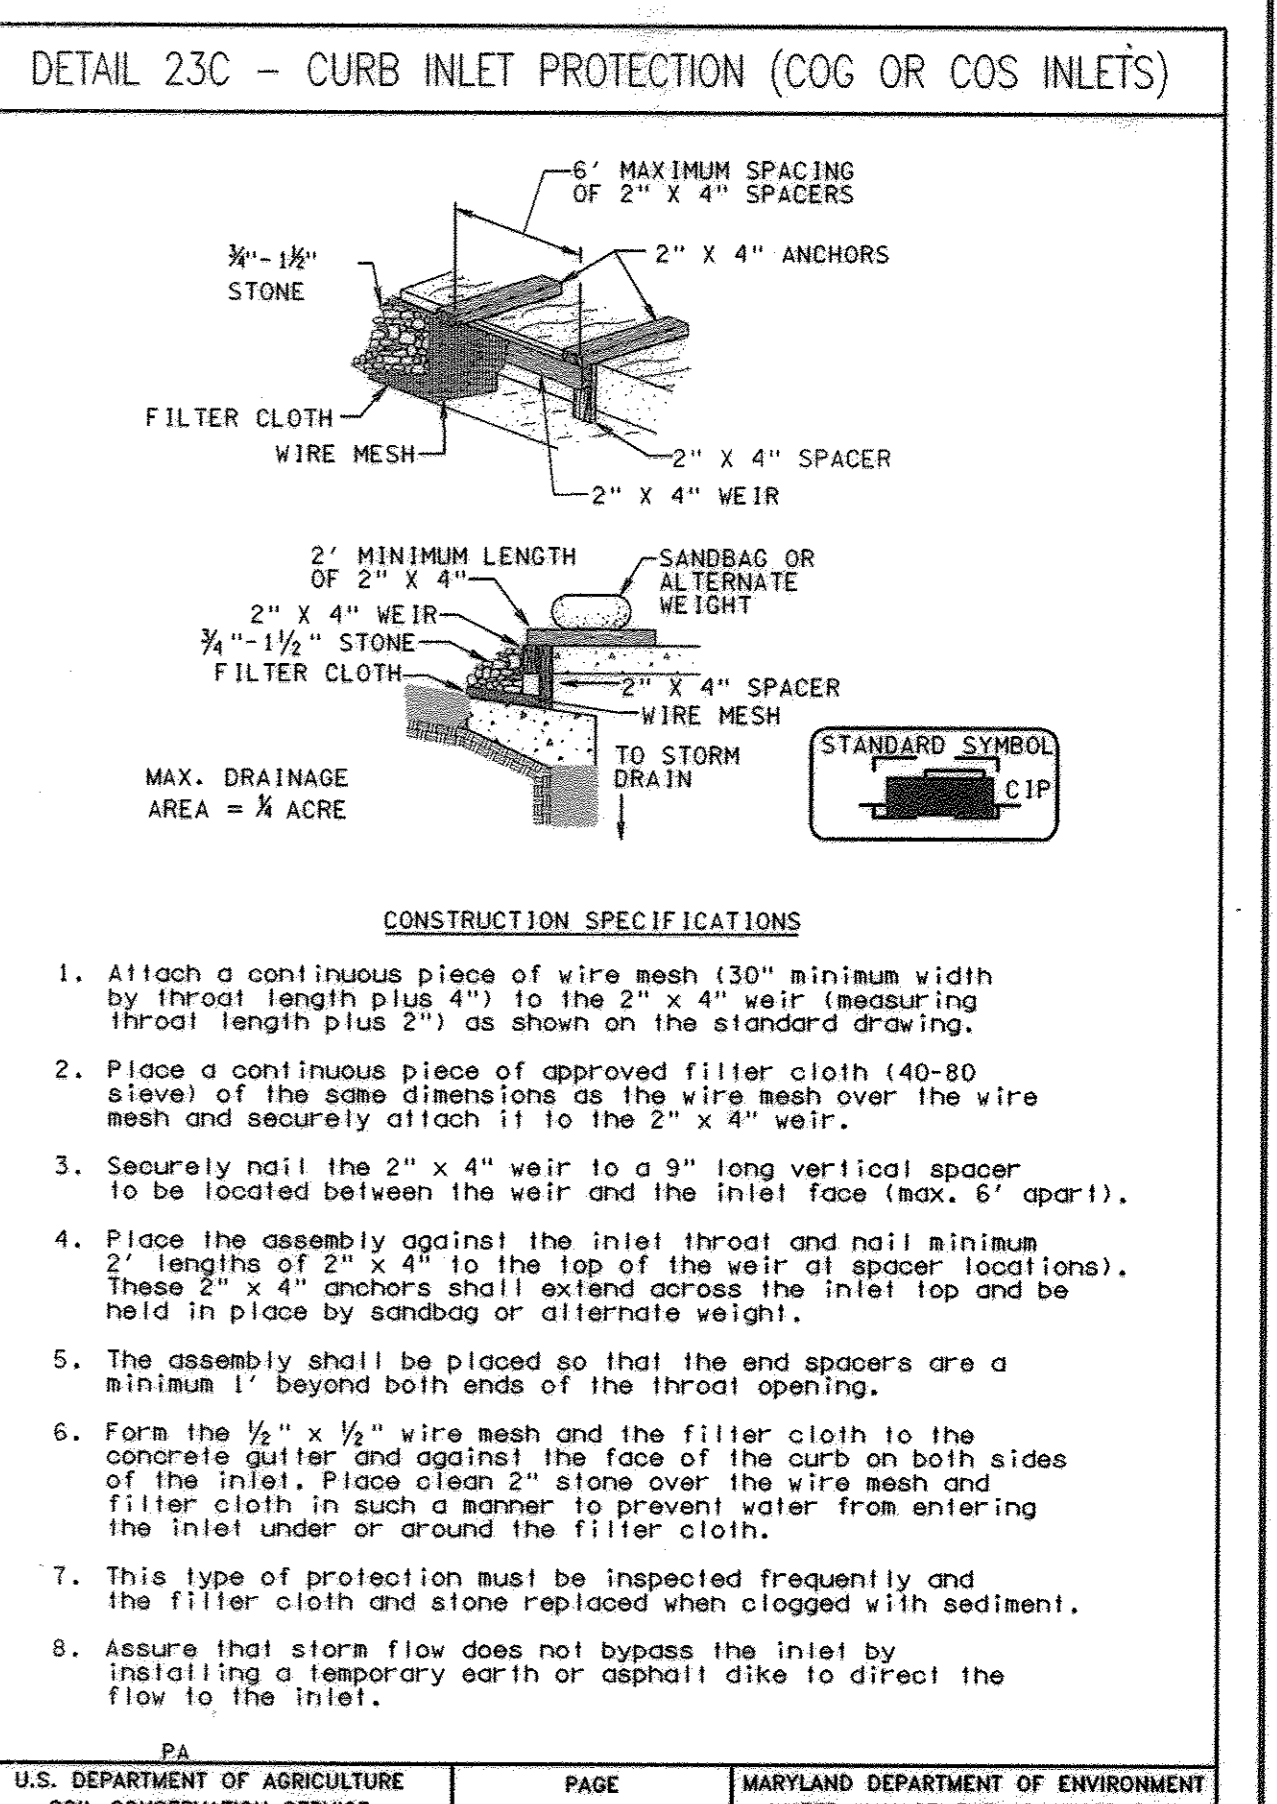 DETAIL 23C - CURB INLET PROTECTION (COG OR COS INLETS)
6' MAXIMUM SPACING
OF 2" X 4" SPACERS
¾"-1½"
STONE
2" X 4" ANCHORS
FILTER CLOTH
WIRE MESH
2" X 4" SPACER
2" X 4" WEIR
2' MINIMUM LENGTH
OF 2" X 4"
SANDBAG OR
ALTERNATE
WEIGHT
2" X 4" WEIR
¾"-1½" STONE
FILTER CLOTH
2" X 4" SPACER
WIRE MESH
TO STORM
DRAIN
MAX. DRAINAGE
AREA = ¼ ACRE
STANDARD SYMBOL
CIP
CONSTRUCTION SPECIFICATIONS
1. Attach a continuous piece of wire mesh (30" minimum width
by throat length plus 4") to the 2" x 4" weir (measuring
throat length plus 2") as shown on the standard drawing.
2. Place a continuous piece of approved filter cloth (40-80
sieve) of the same dimensions as the wire mesh over the wire
mesh and securely attach it to the 2" x 4" weir.
3. Securely nail the 2" x 4" weir to a 9" long vertical spacer
to be located between the weir and the inlet face (max. 6' apart).
4. Place the assembly against the inlet throat and nail minimum
2' lengths of 2" x 4" to the top of the weir at spacer locations).
These 2" x 4" anchors shall extend across the inlet top and be
held in place by sandbag or alternate weight.
5. The assembly shall be placed so that the end spacers are a
minimum 1' beyond both ends of the throat opening.
6. Form the ½" x ½" wire mesh and the filter cloth to the
concrete gutter and against the face of the curb on both sides
of the inlet. Place clean 2" stone over the wire mesh and
filter cloth in such a manner to prevent water from entering
the inlet under or around the filter cloth.
7. This type of protection must be inspected frequently and
the filter cloth and stone replaced when clogged with sediment.
8. Assure that storm flow does not bypass the inlet by
installing a temporary earth or asphalt dike to direct the
flow to the inlet.
PA
U.S. DEPARTMENT OF AGRICULTURE
PAGE
MARYLAND DEPARTMENT OF ENVIRONMENT
SOIL CONSERVATION SERVICE